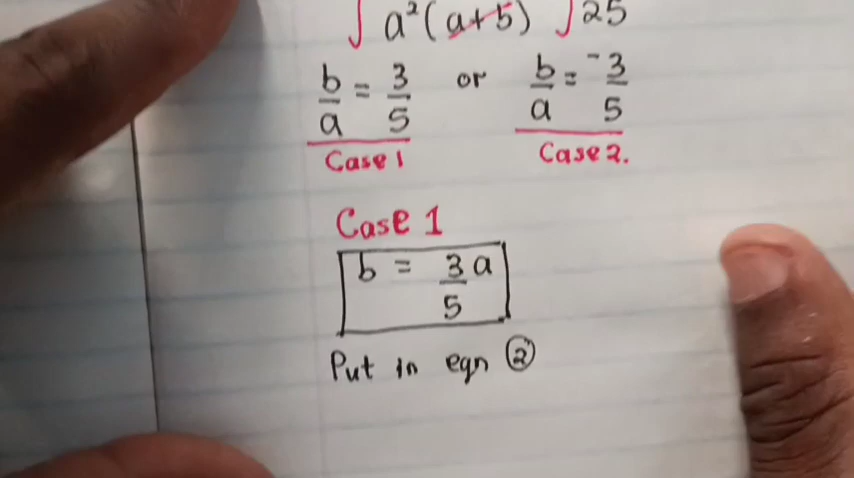 √ a²(a+b) √25
b/a = 3/5 or b/a = -3/5
Case 1 Case 2.
Case 1
b = 3/5 a
Put in eqn ②